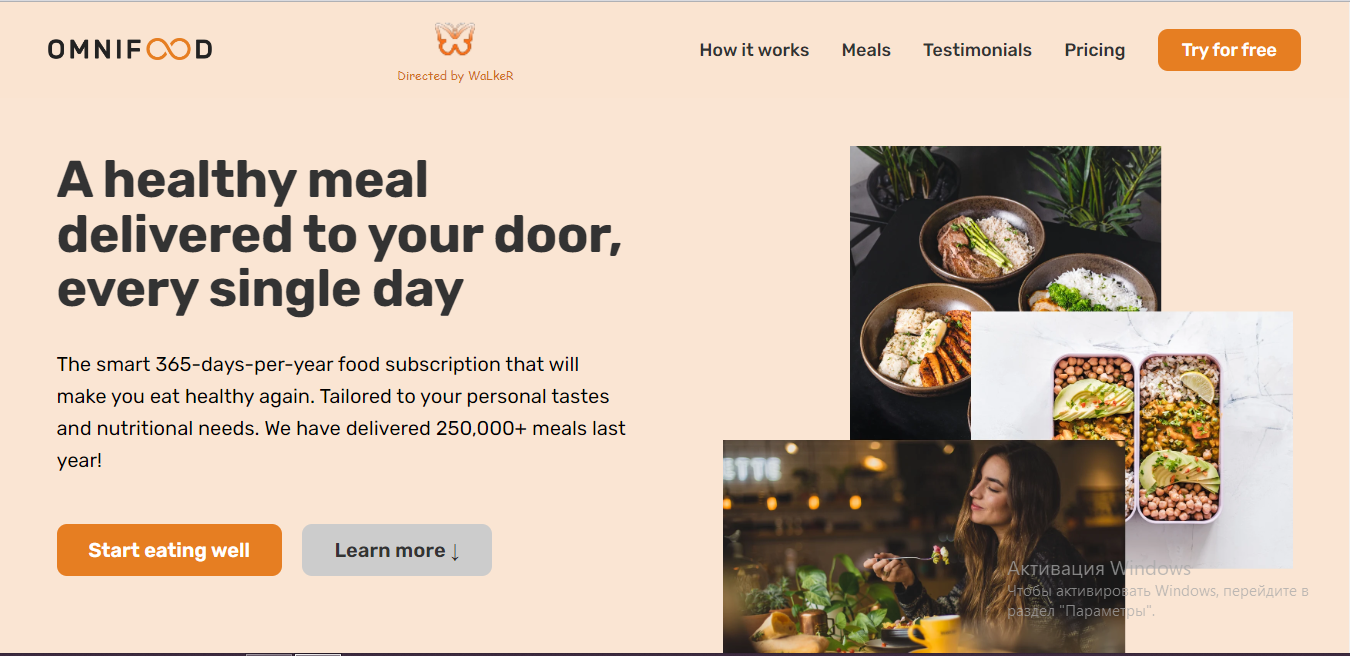 OMNIFOOD
Directed by WaLkeR
How it works
Meals
Testimonials
Pricing
Try for free
A healthy meal
delivered to your door,
every single day
The smart 365-days-per-year food subscription that will
make you eat healthy again. Tailored to your personal tastes
and nutritional needs. We have delivered 250,000+ meals last
year!
Start eating well
Learn more ↓
ETTE
Активация Windows
Чтобы активировать Windows, перейдите в
раздел "Параметры".